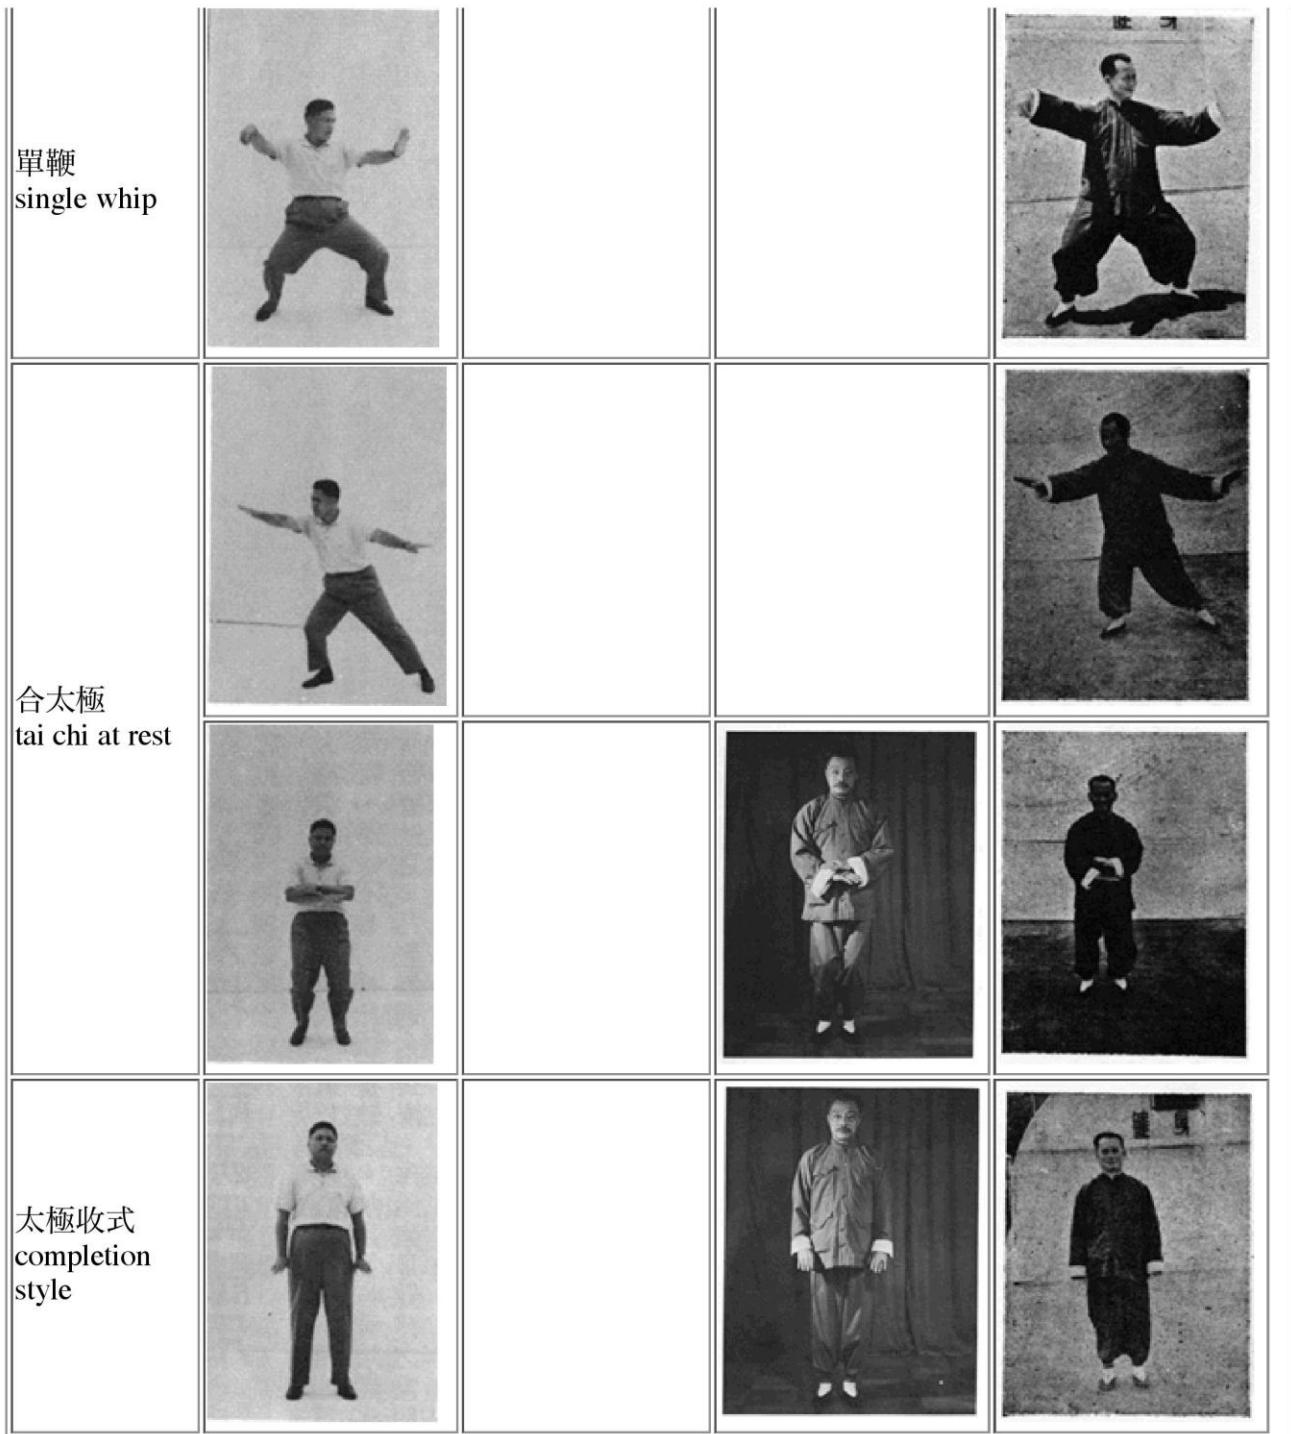 單鞭
single whip
合太極
tai chi at rest
太極收式
completion
style